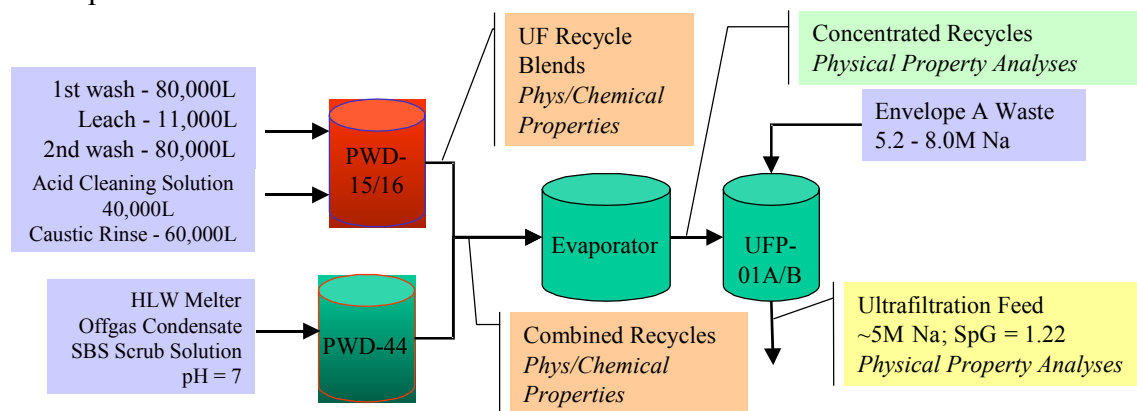 1st wash - 80,000L
Leach - 11,000L
2nd wash - 80,000L
Acid Cleaning Solution
40,000L
Caustic Rinse - 60,000L
HLW Melter
Offgas Condensate
SBS Scrub Solution
pH = 7
PWD-
15/16
PWD-44
UF Recycle
Blends
Phys/Chemical
Properties
Combined Recycles
Phys/Chemical
Properties
Evaporator
Concentrated Recycles
Physical Property Analyses
Envelope A Waste
5.2 - 8.0M Na
UFP-
01A/B
Ultrafiltration Feed
~5M Na; SpG = 1.22
Physical Property Analyses